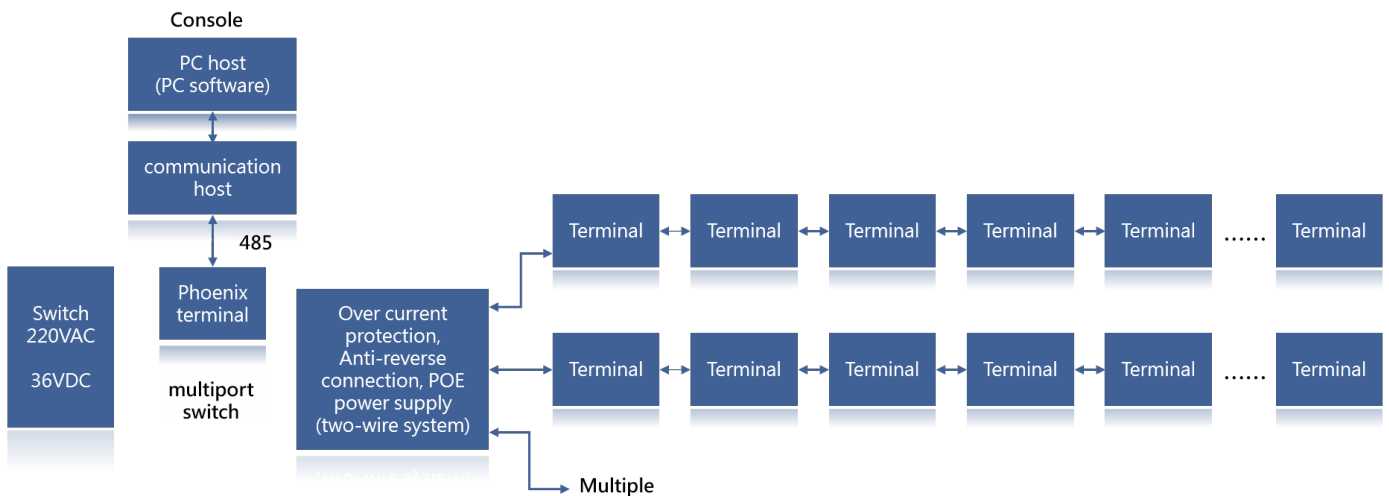 Console
PC host
(PC software)
communication
host
485
Phoenix
terminal
multiport
switch
Switch
220VAC
36VDC
Over current
protection,
Anti-reverse
connection, POE
power supply
(two-wire system)
Terminal
Terminal
Terminal
Terminal
Terminal
......
Terminal
Terminal
Terminal
Terminal
Terminal
Terminal
......
Terminal
Multiple